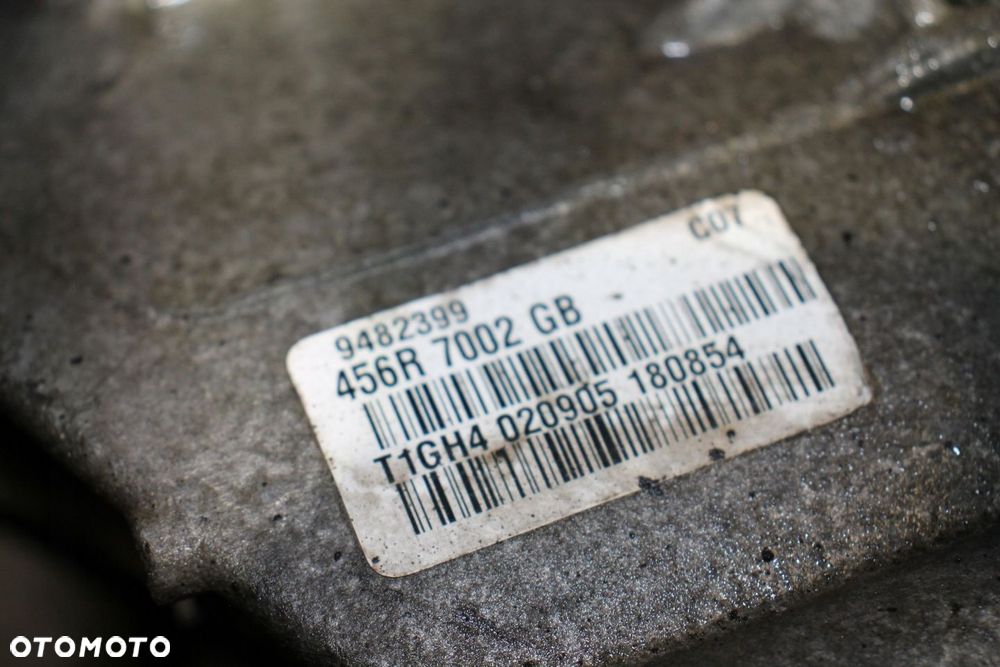 C07
9482399
456R 7002 GB
T1GH4 020905 180854
OTOMOTO